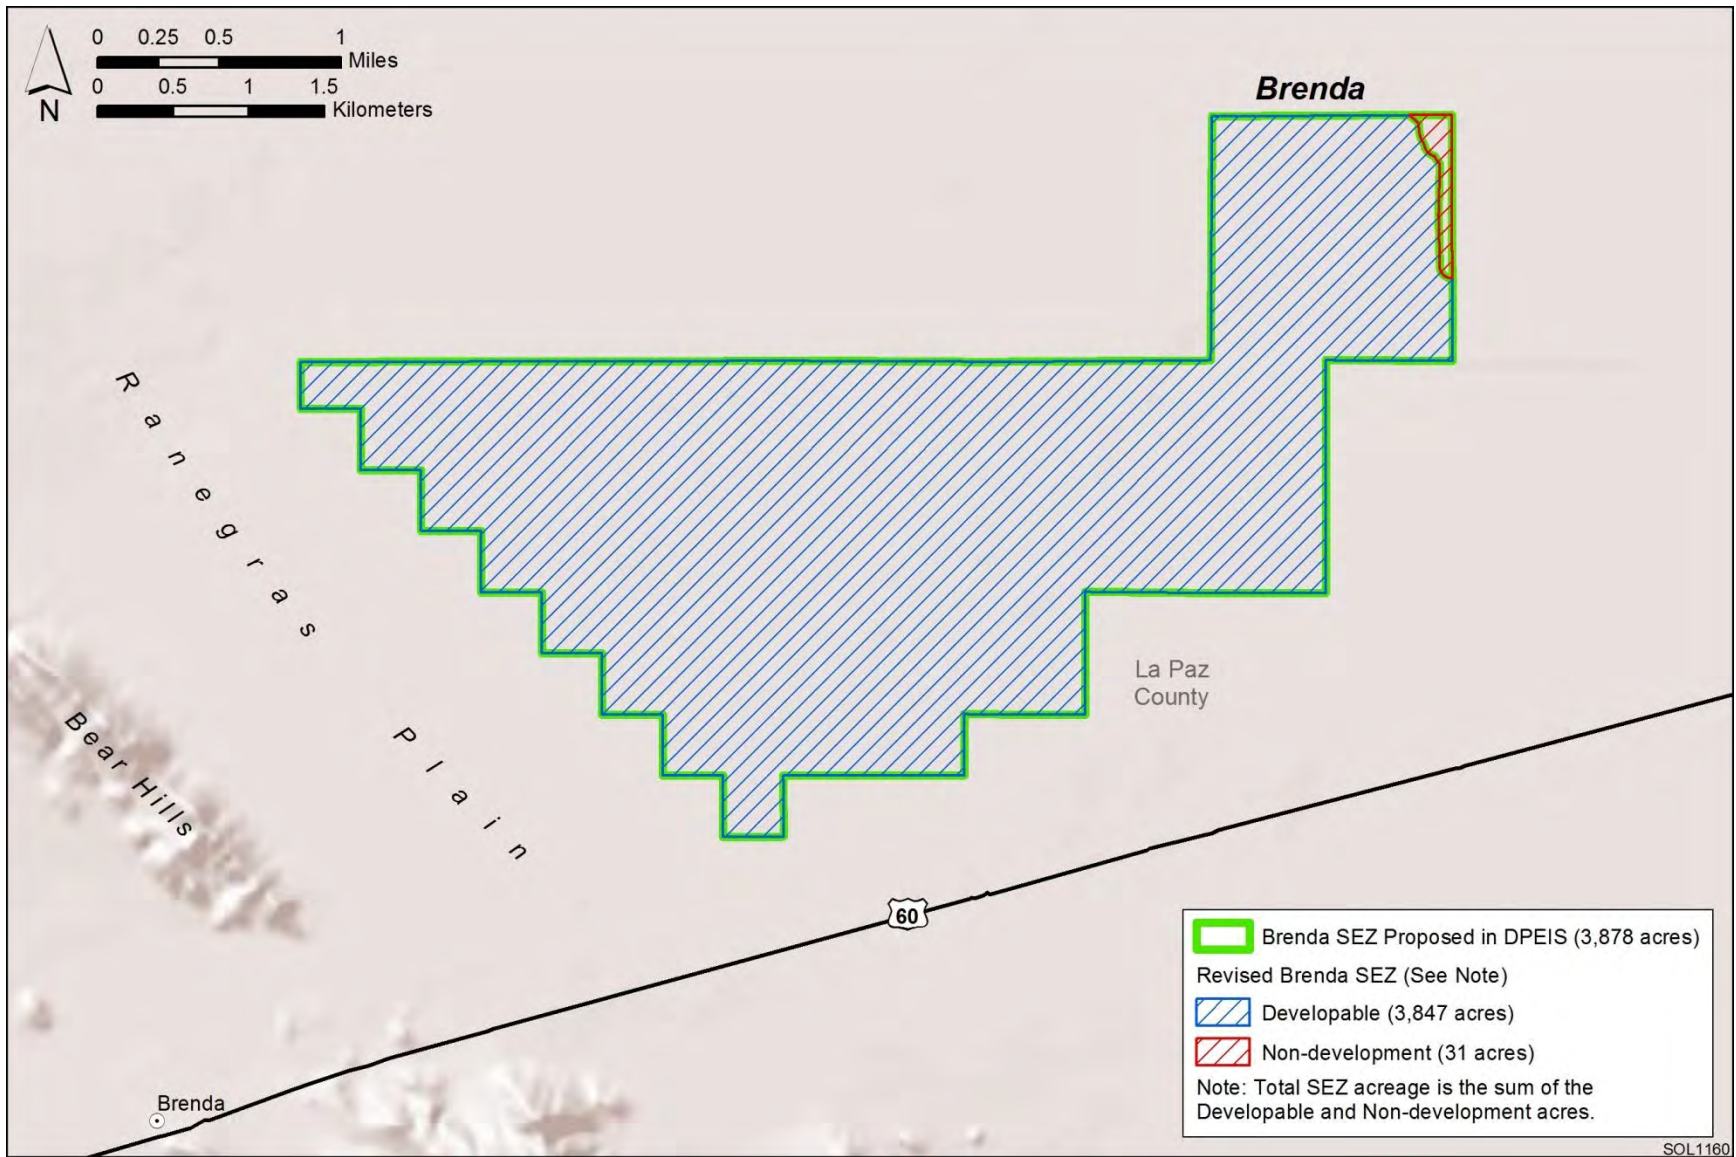 0 0.25 0.5 1
Miles
0 0.5 1 1.5
Kilometers
N
Brenda
Ranegras Plain
Bear Hills
La Paz
County
60
Brenda
Brenda SEZ Proposed in DPEIS (3,878 acres)
Revised Brenda SEZ (See Note)
Developable (3,847 acres)
Non-development (31 acres)
Note: Total SEZ acreage is the sum of the
Developable and Non-development acres.
SOL1160